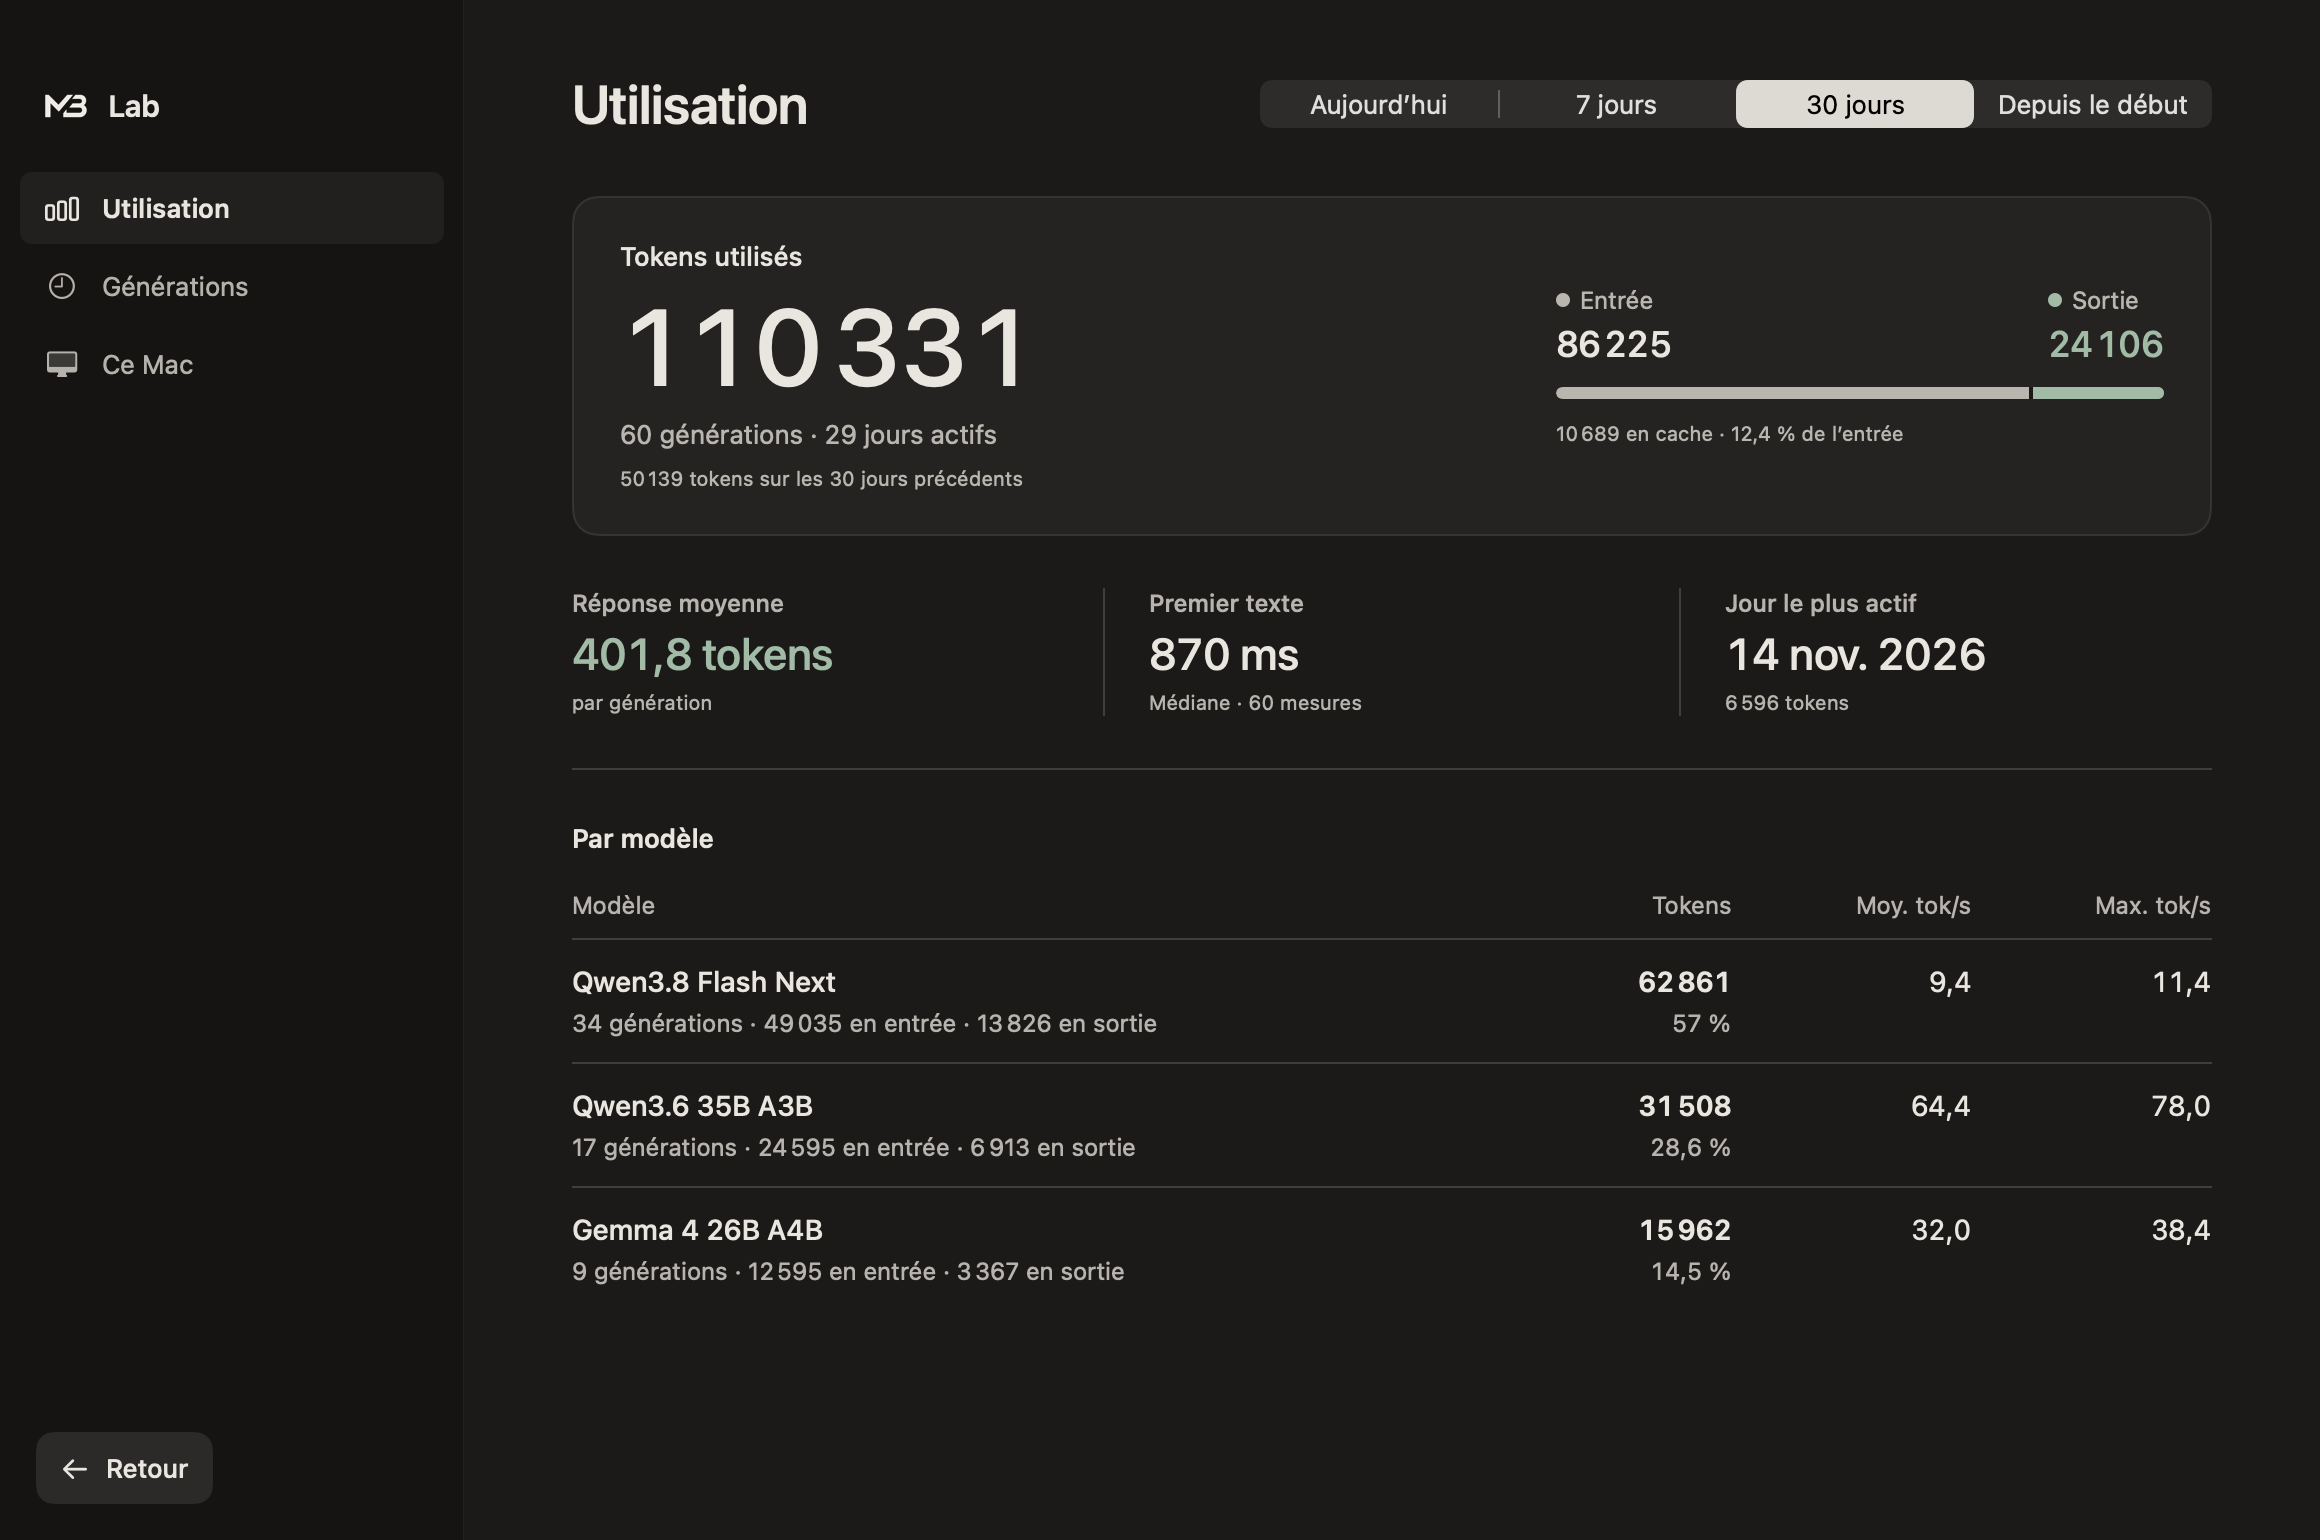 Lab
Utilisation
Générations
Ce Mac
Retour
Utilisation
Aujourd’hui
7 jours
30 jours
Depuis le début
Tokens utilisés
110 331
60 générations · 29 jours actifs
50 139 tokens sur les 30 jours précédents
Entrée
86 225
Sortie
24 106
10 689 en cache · 12,4 % de l’entrée
Réponse moyenne
401,8 tokens
par génération
Premier texte
870 ms
Médiane · 60 mesures
Jour le plus actif
14 nov. 2026
6 596 tokens
Par modèle
Modèle Tokens Moy. tok/s Max. tok/s
Qwen3.8 Flash Next 62 861 9,4 11,4
34 générations · 49 035 en entrée · 13 826 en sortie 57 %
Qwen3.6 35B A3B 31 508 64,4 78,0
17 générations · 24 595 en entrée · 6 913 en sortie 28,6 %
Gemma 4 26B A4B 15 962 32,0 38,4
9 générations · 12 595 en entrée · 3 367 en sortie 14,5 %